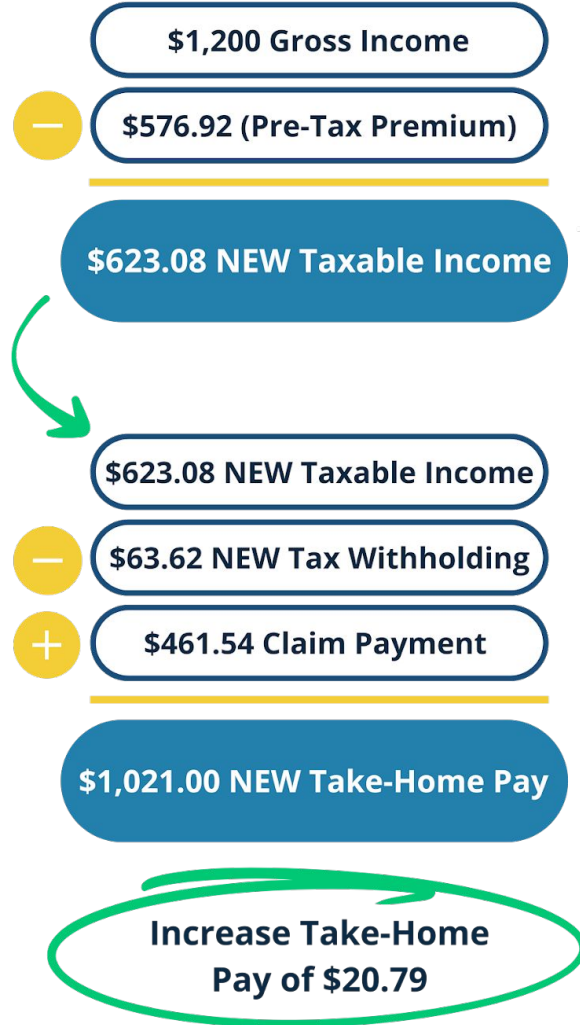 $1,200 Gross Income
− $576.92 (Pre-Tax Premium)
$623.08 NEW Taxable Income
$623.08 NEW Taxable Income
− $63.62 NEW Tax Withholding
+ $461.54 Claim Payment
$1,021.00 NEW Take-Home Pay
Increase Take-Home
Pay of $20.79